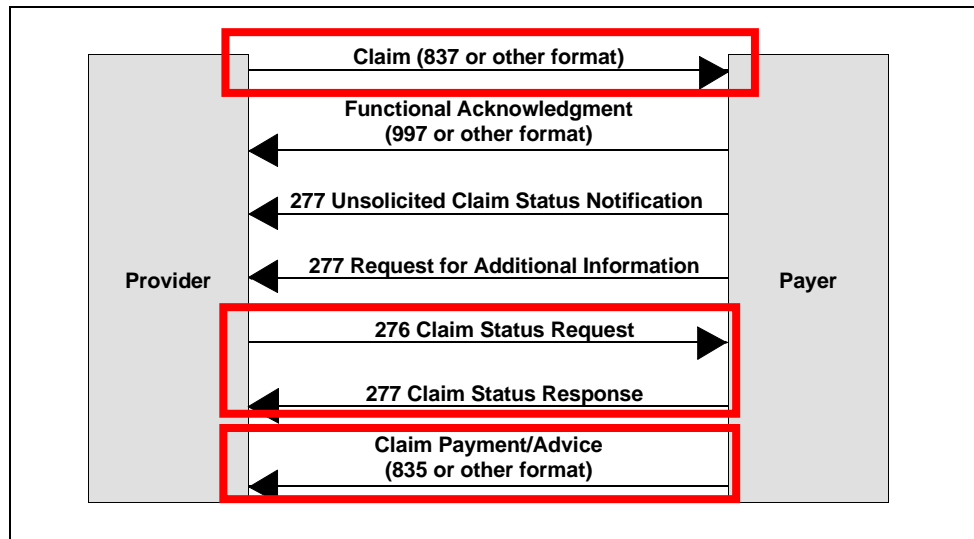 Claim (837 or other format)
Functional Acknowledgment
(997 or other format)
277 Unsolicited Claim Status Notification
277 Request for Additional Information
Provider
Payer
276 Claim Status Request
277 Claim Status Response
Claim Payment/Advice
(835 or other format)